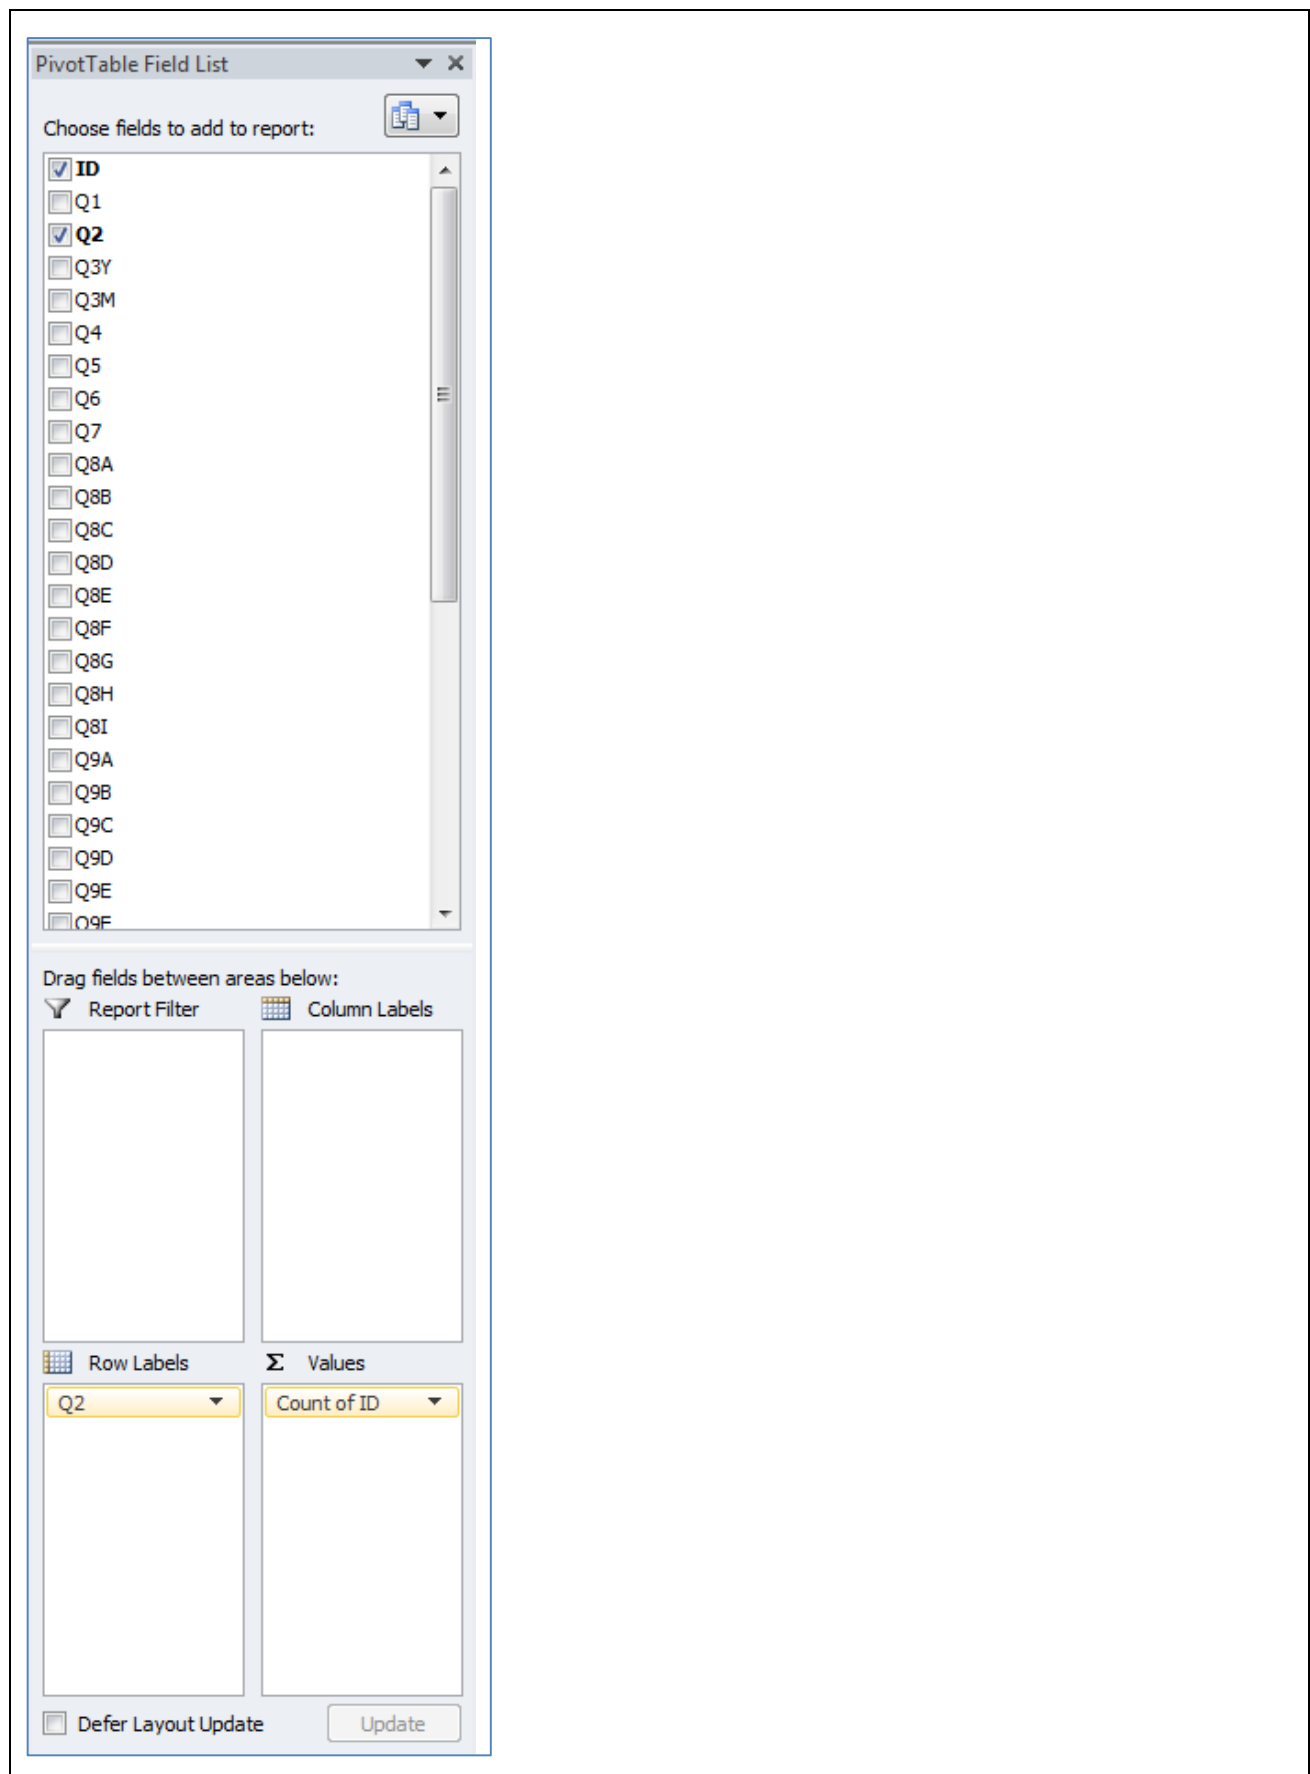 PivotTable Field List
Choose fields to add to report:
ID
Q1
Q2
Q3Y
Q3M
Q4
Q5
Q6
Q7
Q8A
Q8B
Q8C
Q8D
Q8E
Q8F
Q8G
Q8H
Q8I
Q9A
Q9B
Q9C
Q9D
Q9E
Q9F
Drag fields between areas below:
Report Filter
Column Labels
Row Labels
Σ Values
Q2
Count of ID
Defer Layout Update
Update